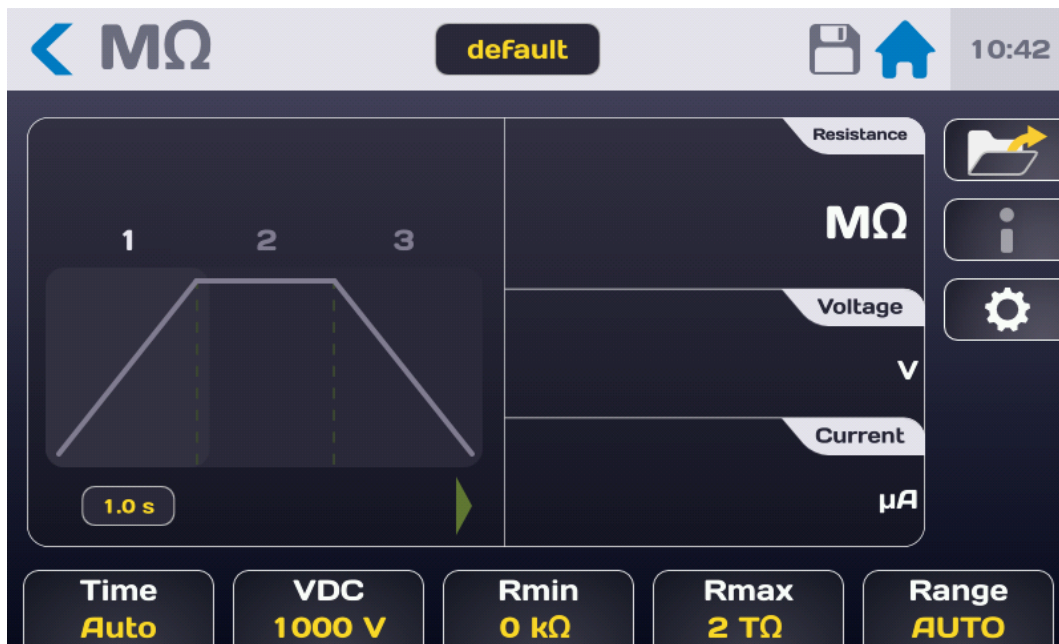 MΩ
default
10:42
Resistance
MΩ
1 2 3
Voltage
V
Current
1.0 s
µA
Time VDC Rmin Rmax Range
Auto 1000 V 0 kΩ 2 TΩ AUTO